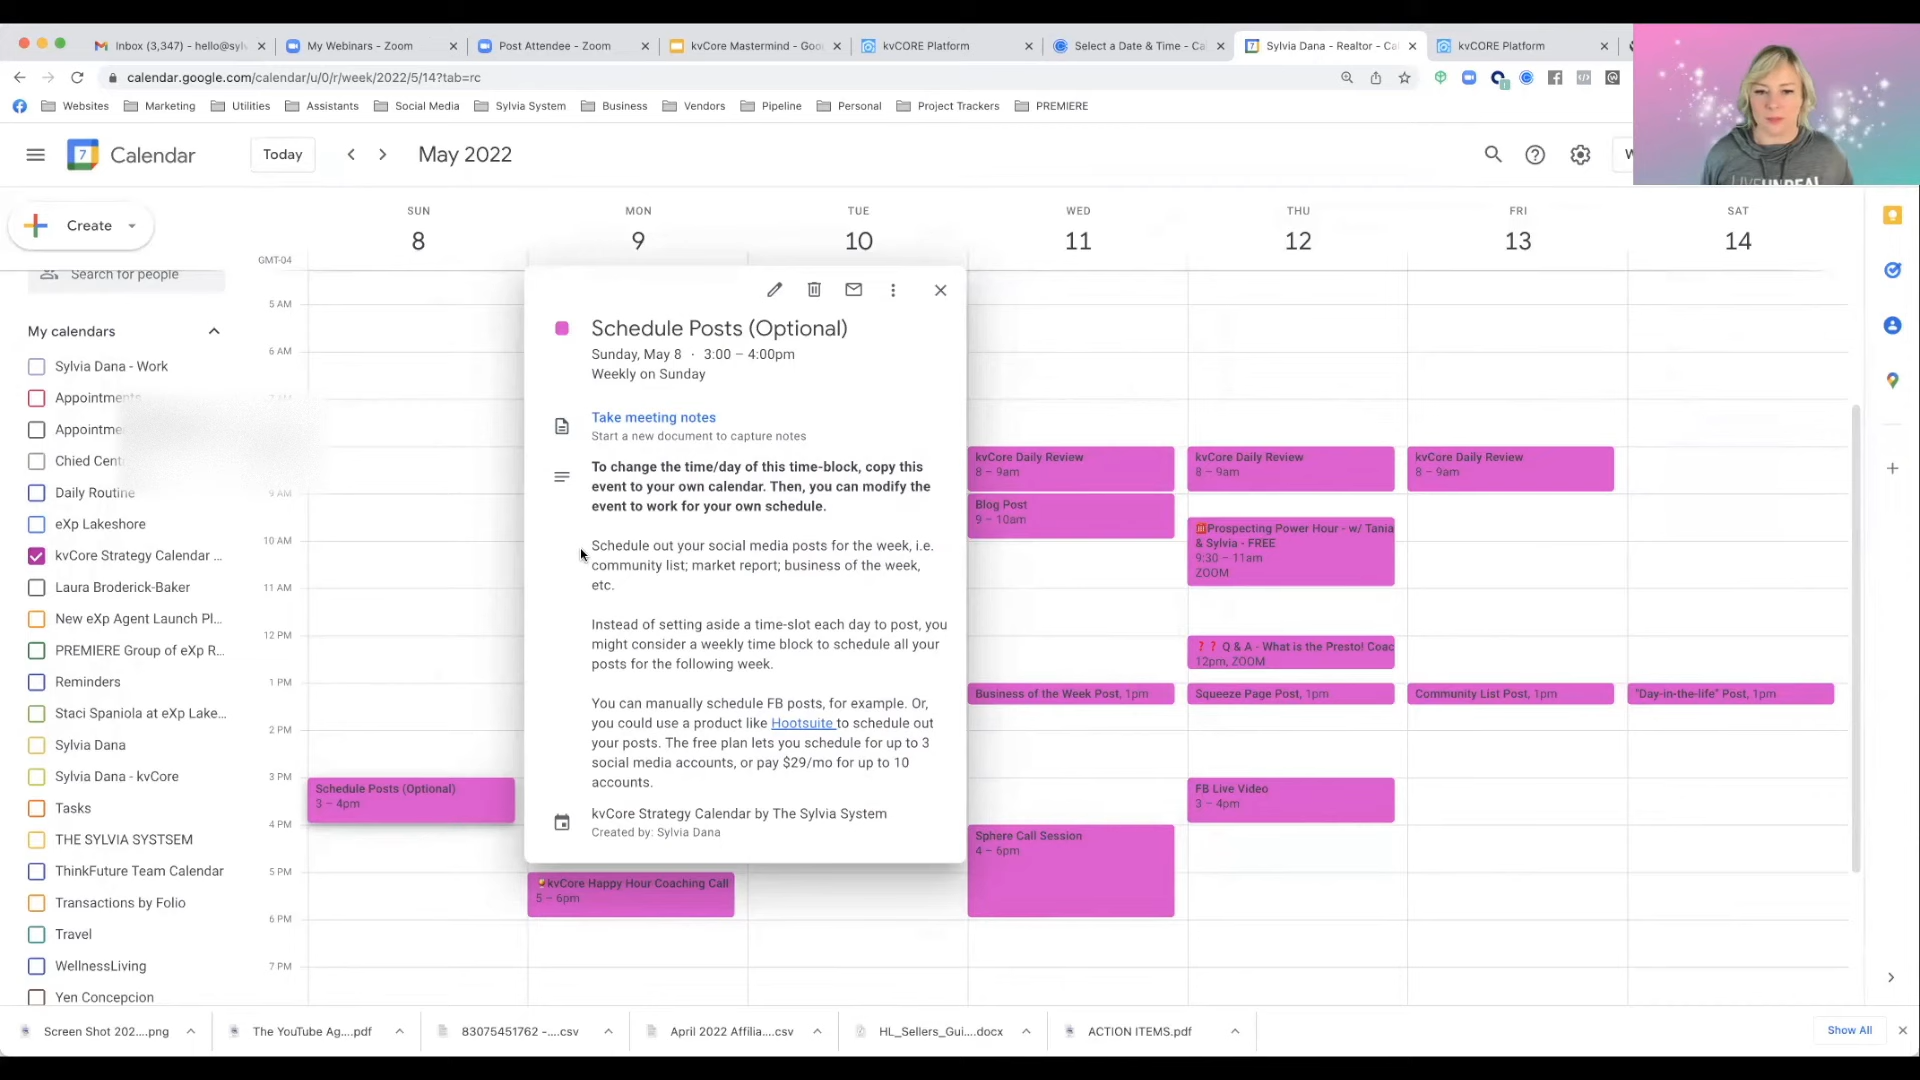 Inbox (3,347) - hello@syl
My Webinars - Zoom
Post Attendee - Zoom
kvCore Mastermind - Goo
kvCORE Platform
Select a Date & Time - Ca
Sylvia Dana - Realtor - Ca
kvCORE Platform
calendar.google.com/calendar/u/0/r/week/2022/5/14?tab=rc
Websites
Marketing
Utilities
Assistants
Social Media
Sylvia System
Business
Vendors
Pipeline
Personal
Project Trackers
PREMIERE
7
Calendar
Today
May 2022
Create
SUN
8
MON
9
TUE
10
WED
11
THU
12
FRI
13
SAT
14
GMT-04
5 AM
6 AM
9 AM
10 AM
11 AM
12 PM
1 PM
2 PM
3 PM
4 PM
5 PM
6 PM
7 PM
Search for people
My calendars
Sylvia Dana - Work
Appointments
Appointme
Chied Cent
Daily Routine
eXp Lakeshore
kvCore Strategy Calendar ...
Laura Broderick-Baker
New eXp Agent Launch Pl...
PREMIERE Group of eXp R...
Reminders
Staci Spaniola at eXp Lake...
Sylvia Dana
Sylvia Dana - kvCore
Tasks
THE SYLVIA SYSTSEM
ThinkFuture Team Calendar
Transactions by Folio
Travel
WellnessLiving
Yen Concepcion
Schedule Posts (Optional)
Sunday, May 8 · 3:00 – 4:00pm
Weekly on Sunday
Take meeting notes
Start a new document to capture notes
To change the time/day of this time-block, copy this
event to your own calendar. Then, you can modify the
event to work for your own schedule.
Schedule out your social media posts for the week, i.e.
community list; market report; business of the week,
etc.
Instead of setting aside a time-slot each day to post, you
might consider a weekly time block to schedule all your
posts for the following week.
You can manually schedule FB posts, for example. Or,
you could use a product like Hootsuite to schedule out
your posts. The free plan lets you schedule for up to 3
social media accounts, or pay $29/mo for up to 10
accounts.
kvCore Strategy Calendar by The Sylvia System
Created by: Sylvia Dana
Schedule Posts (Optional)
3 – 4pm
kvCore Happy Hour Coaching Call
5 – 6pm
kvCore Daily Review
8 – 9am
Blog Post
9 – 10am
Business of the Week Post, 1pm
Sphere Call Session
4 – 6pm
kvCore Daily Review
8 – 9am
Prospecting Power Hour - w/ Tania
& Sylvia - FREE
9:30 – 11am
ZOOM
❓❓ Q & A - What is the Presto! Coac
12pm, ZOOM
Squeeze Page Post, 1pm
FB Live Video
3 – 4pm
kvCore Daily Review
8 – 9am
Community List Post, 1pm
"Day-in-the-life" Post, 1pm
Screen Shot 202....png
The YouTube Ag....pdf
83075451762 -....csv
April 2022 Affilia....csv
HL_Sellers_Gui....docx
ACTION ITEMS.pdf
Show All